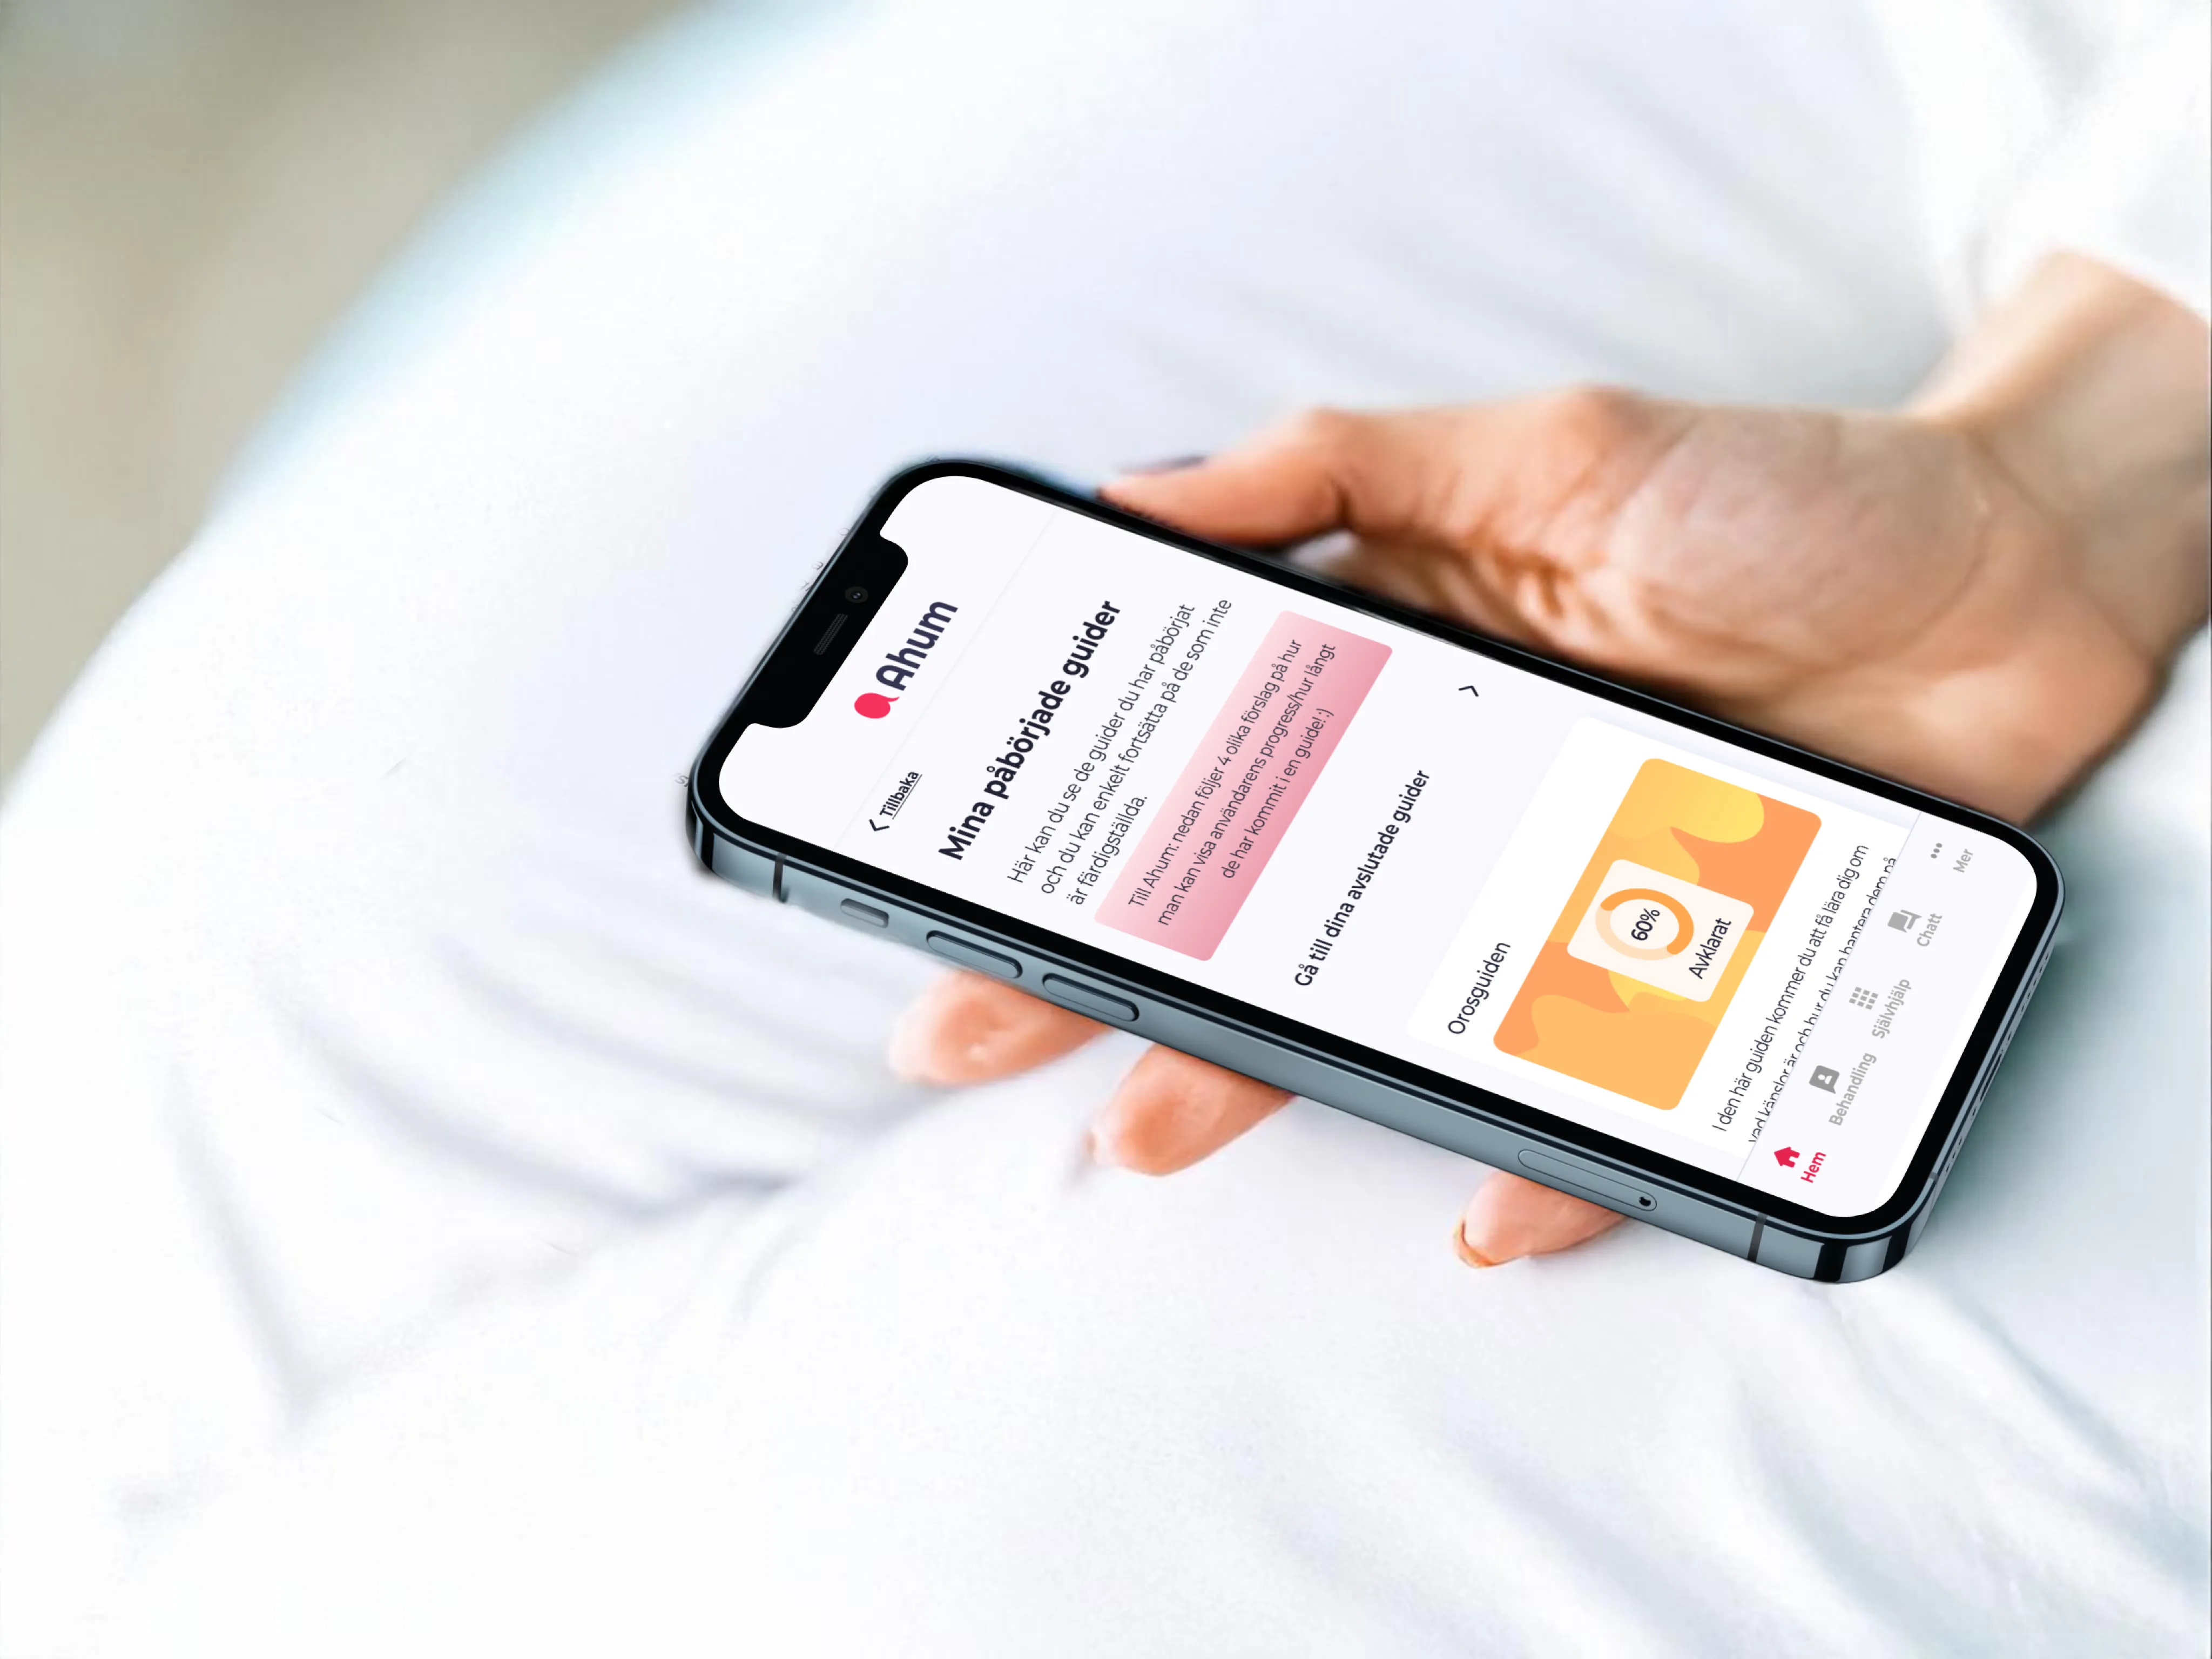 Ahum
Tillbaka
Mina påbörjade guider
Här kan du se de guider du har påbörjat
och du kan enkelt fortsätta på de som inte
är färdigställda.
Till Ahum: nedan följer 4 olika förslag på hur
man kan visa användarens progress/hur långt
de har kommit i en guide! :)
Gå till dina avslutade guider
Orosguiden
60%
Avklarat
I den här guiden kommer du att få lära dig om
vad känslor är och hur du kan hantera dem på
Hem
Behandling
Självhjälp
Chatt
Mer